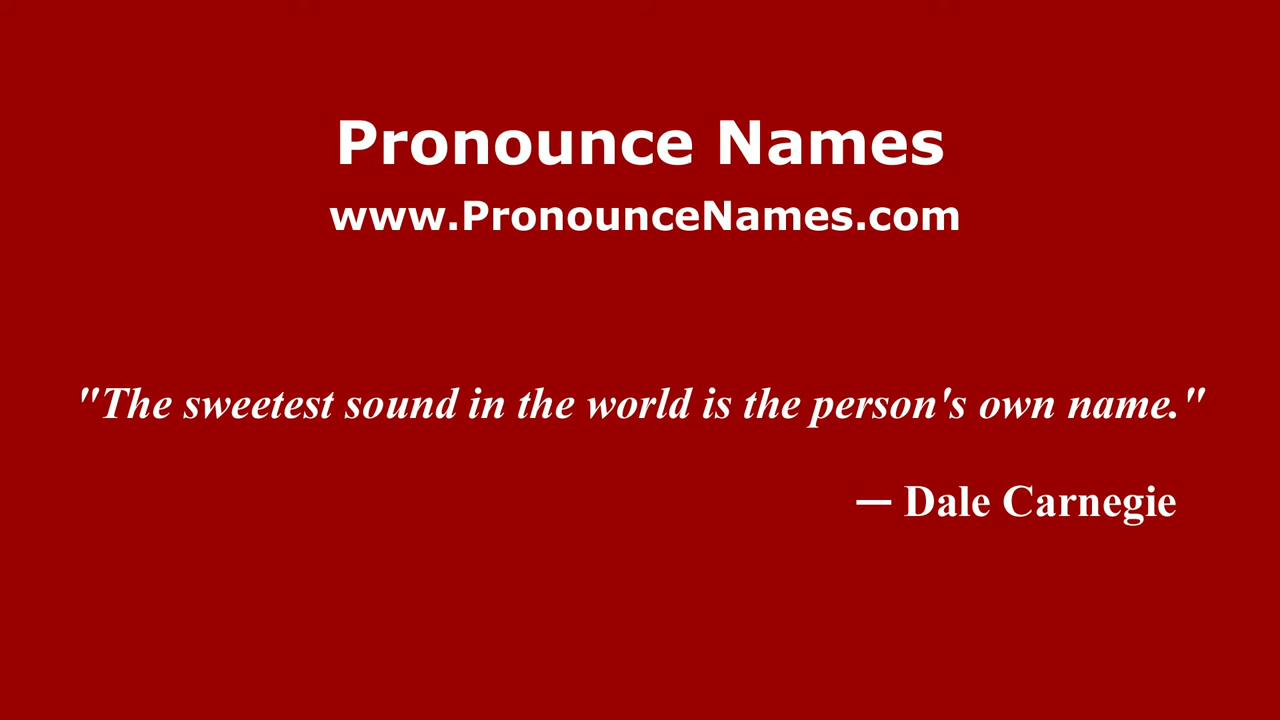 Pronounce Names
www.PronounceNames.com
"The sweetest sound in the world is the person's own name."
— Dale Carnegie